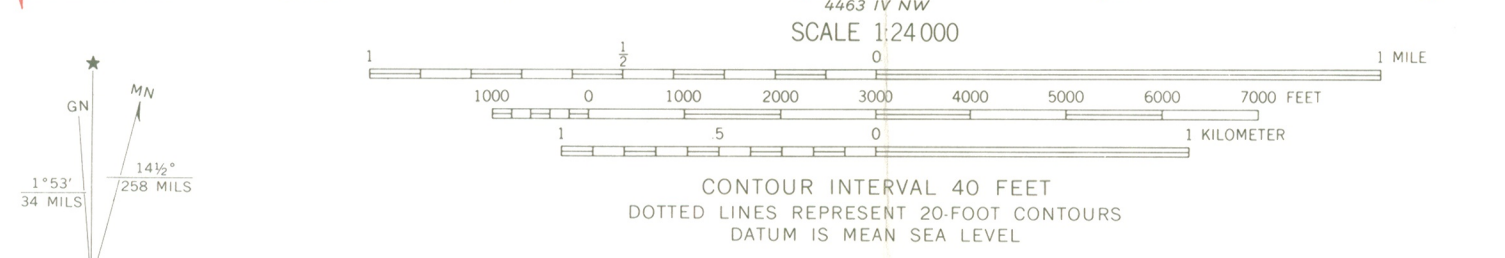 4463 IV NW
SCALE 1:24 000
1 1/2 0 1 MILE
1000 0 1000 2000 3000 4000 5000 6000 7000 FEET
1 .5 0 1 KILOMETER
CONTOUR INTERVAL 40 FEET
DOTTED LINES REPRESENT 20-FOOT CONTOURS
DATUM IS MEAN SEA LEVEL
★
GN MN
1°53′
34 MILS
14½°
258 MILS